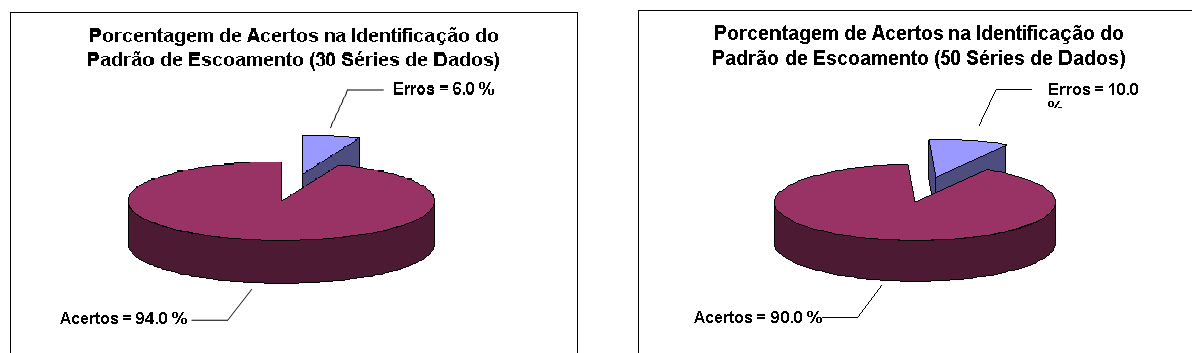 Porcentagem de Acertos na Identificação do
Padrão de Escoamento (30 Séries de Dados)
Erros = 6.0 %
Acertos = 94.0 %
Porcentagem de Acertos na Identificação do
Padrão de Escoamento (50 Séries de Dados)
Erros = 10.0
%
Acertos = 90.0 %